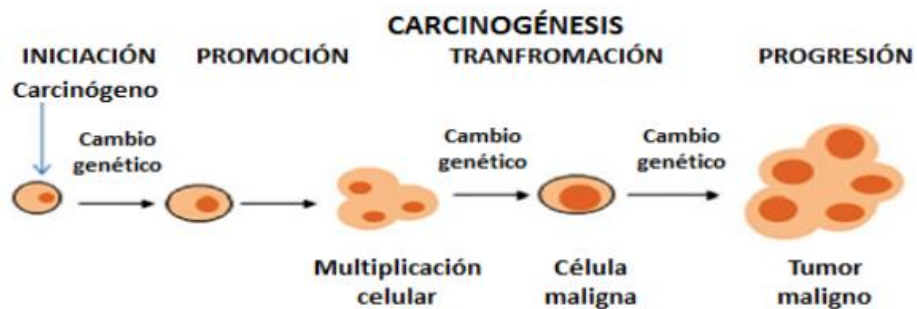 CARCINOGÉNESIS
INICIACIÓN PROMOCIÓN TRANFROMACIÓN PROGRESIÓN
Carcinógeno
Cambio
genético
Cambio
genético
Cambio
genético
Multiplicación
celular
Célula
maligna
Tumor
maligno